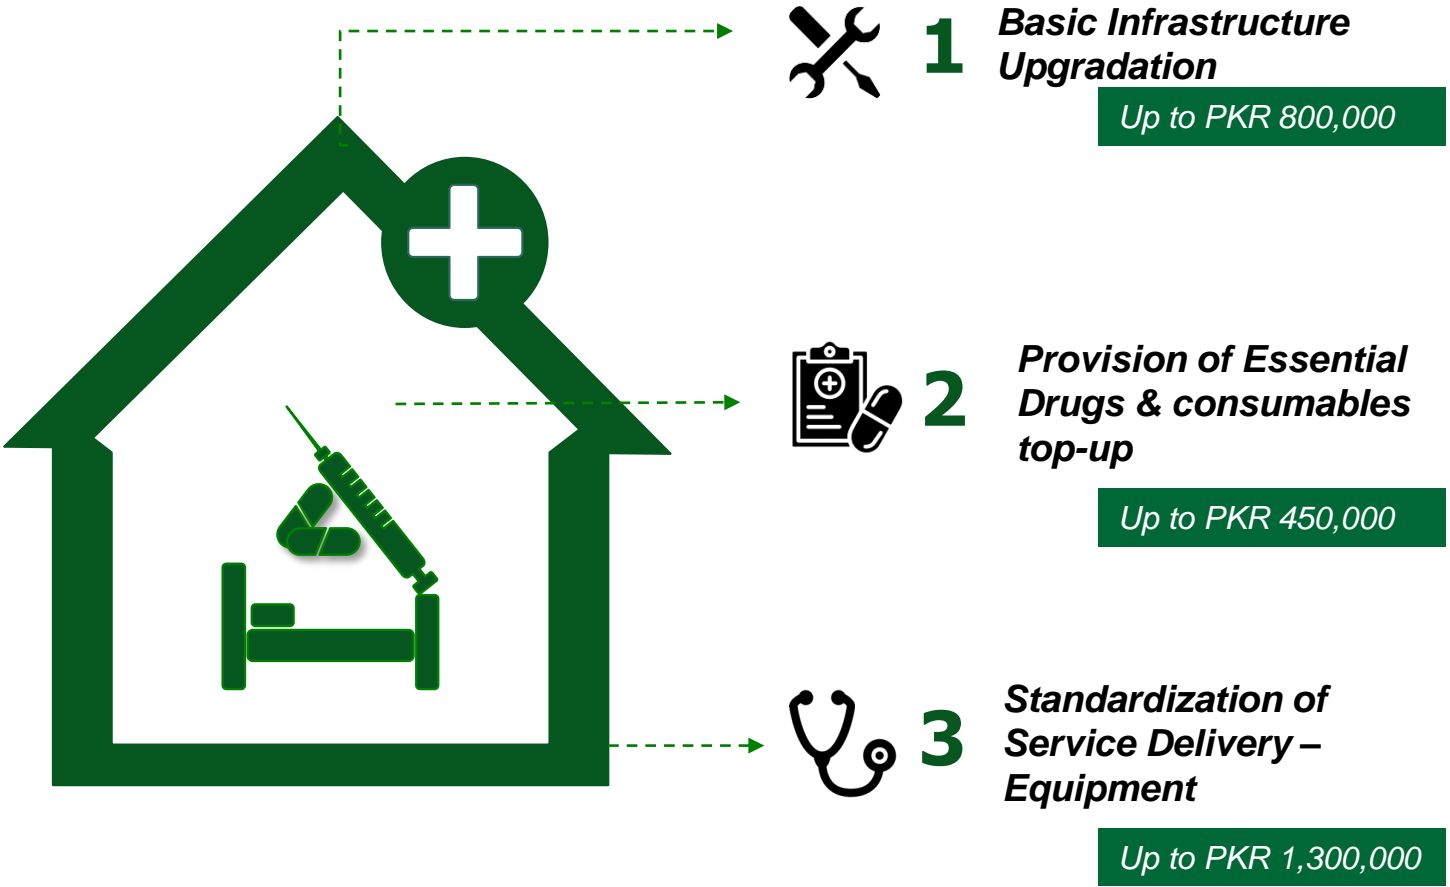 1
Basic Infrastructure
Upgradation
Up to PKR 800,000
2
Provision of Essential
Drugs & consumables
top-up
Up to PKR 450,000
3
Standardization of
Service Delivery –
Equipment
Up to PKR 1,300,000